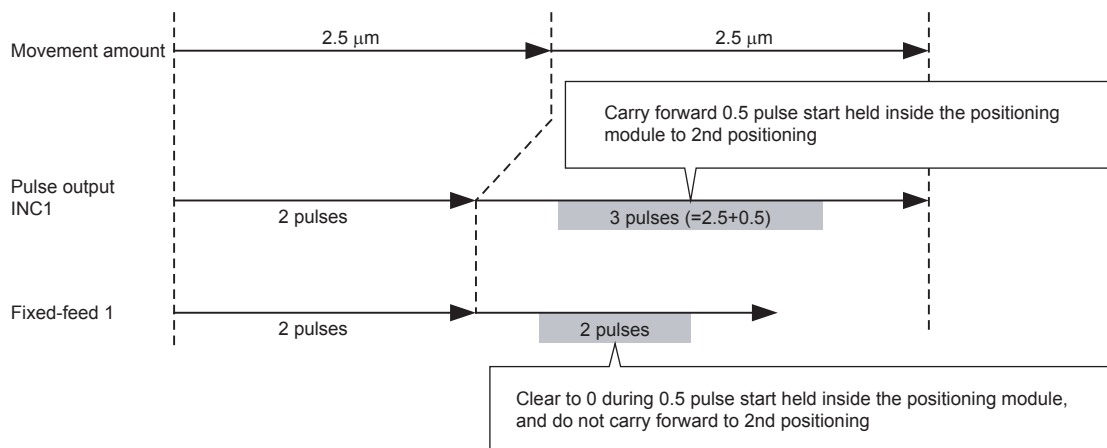 2.5 μm
2.5 μm
Movement amount
Carry forward 0.5 pulse start held inside the positioning
module to 2nd positioning
Pulse output
INC1
2 pulses
3 pulses (=2.5+0.5)
Fixed-feed 1
2 pulses
2 pulses
Clear to 0 during 0.5 pulse start held inside the positioning module,
and do not carry forward to 2nd positioning